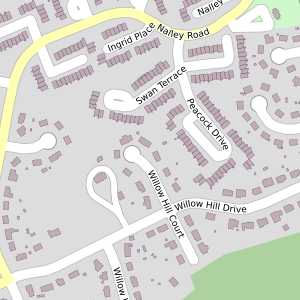 Nalley
Ingrid Place
Nalley Road
Swan Terrace
Peacock Drive
Willow Hill Court
Willow Hill Drive
Willow